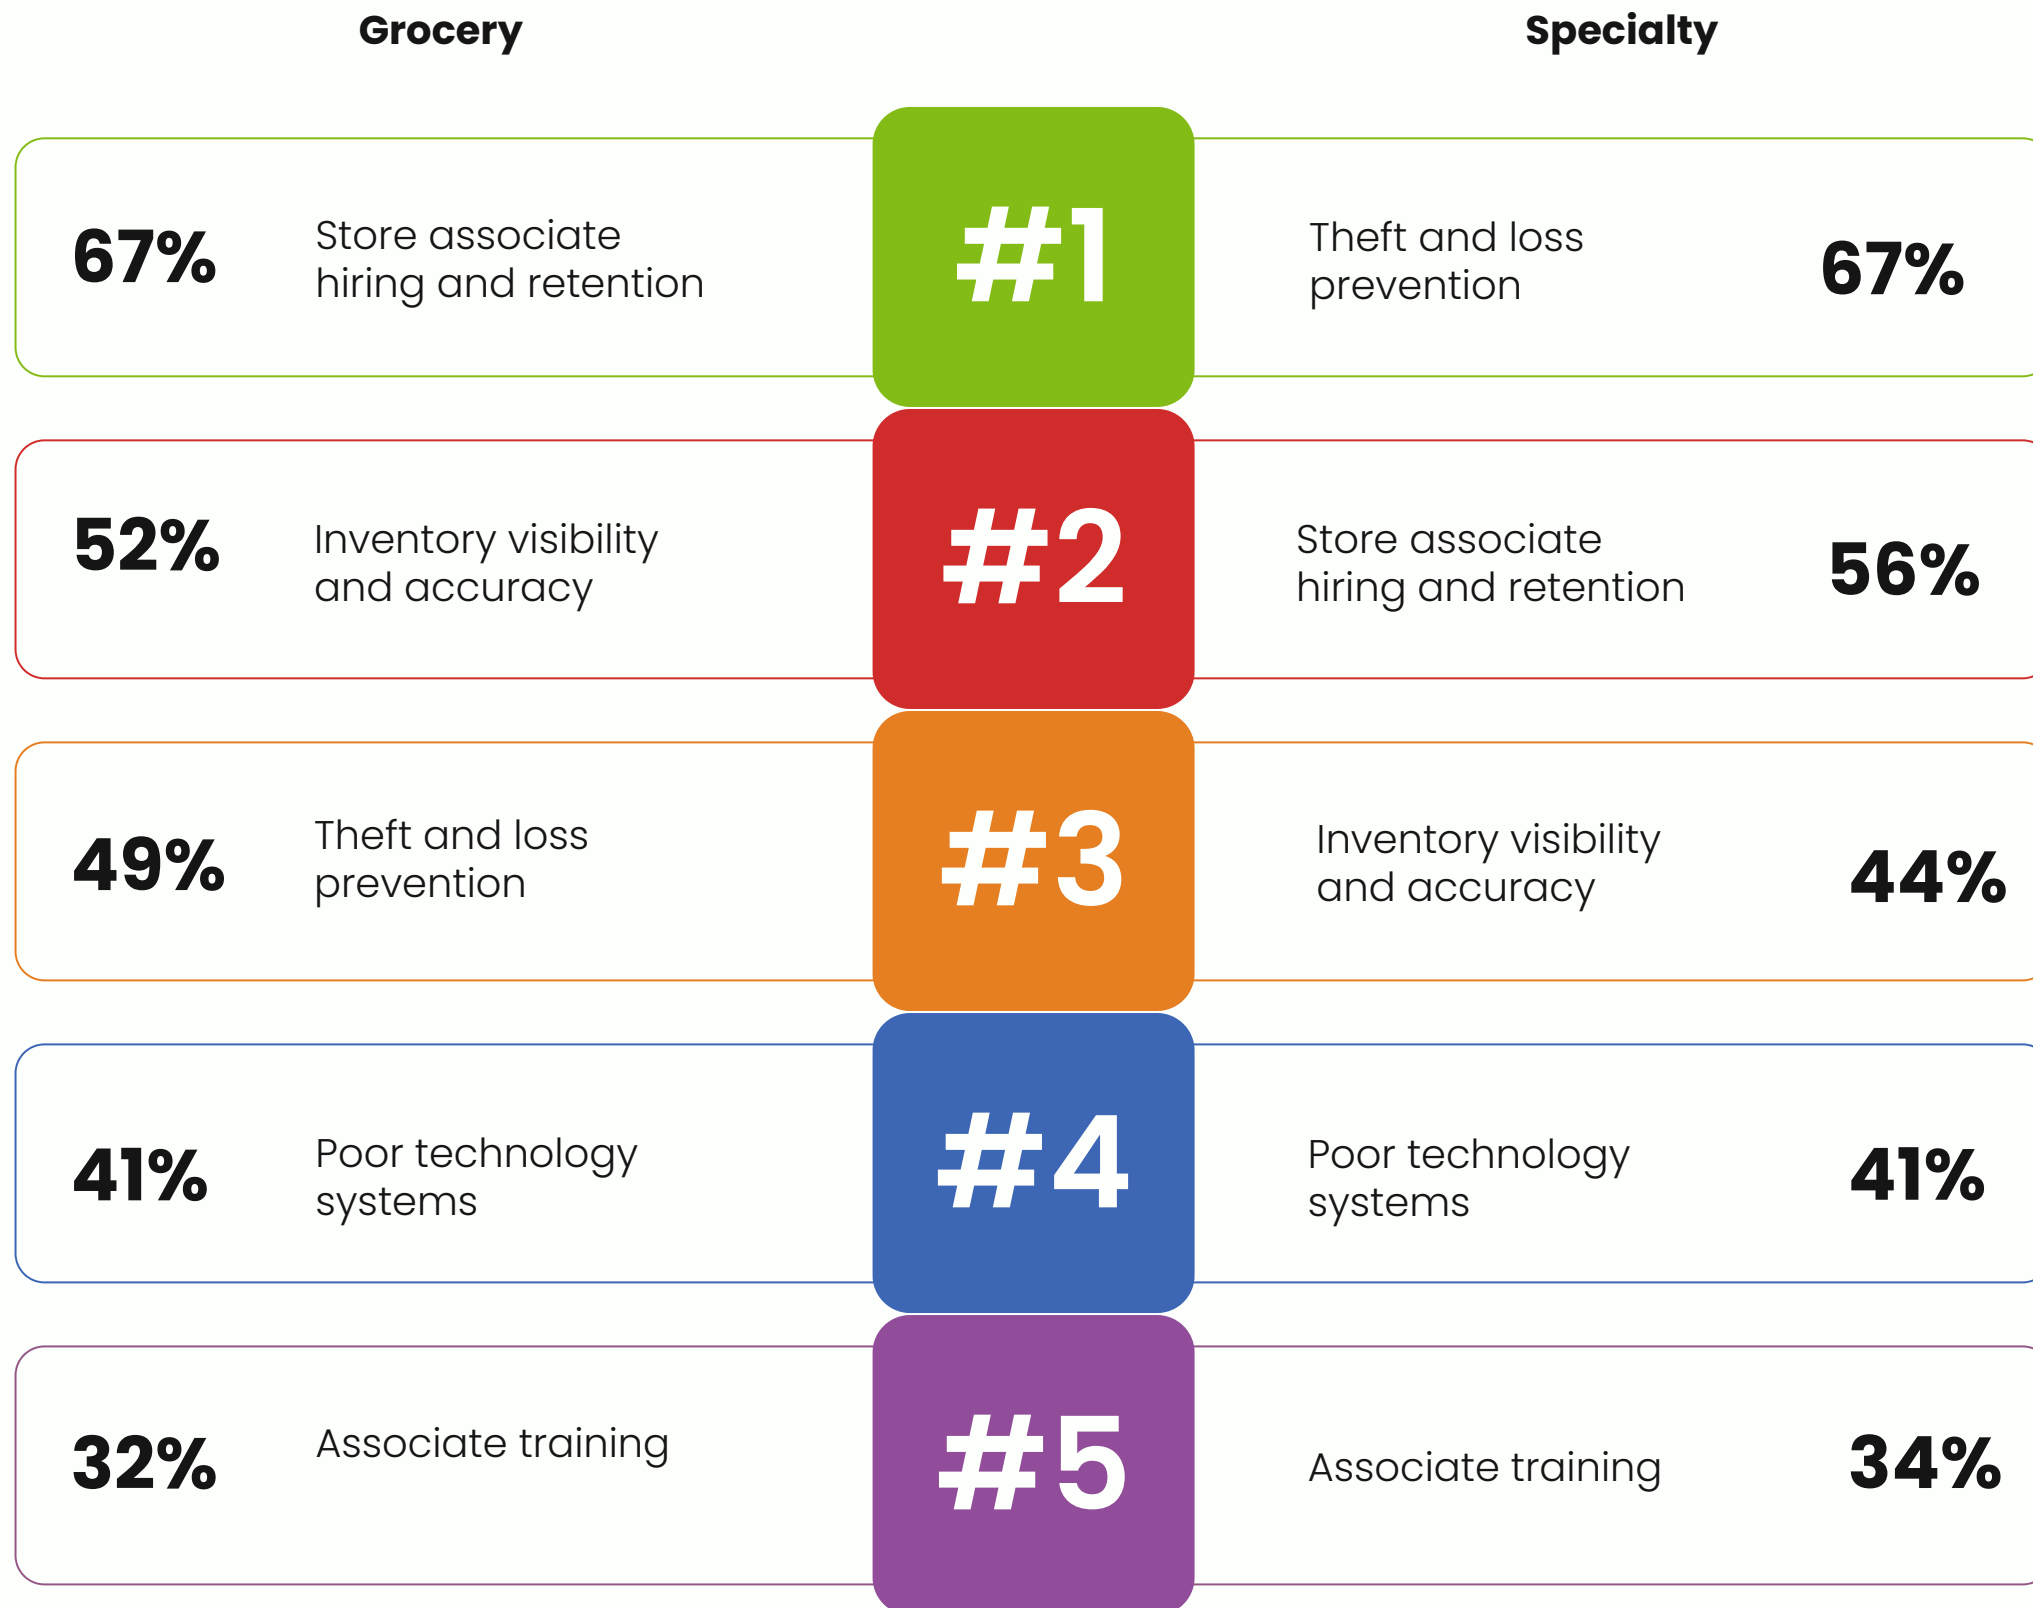 Grocery
Specialty
67%
Store associate
hiring and retention
#1
Theft and loss
prevention
67%
52%
Inventory visibility
and accuracy
#2
Store associate
hiring and retention
56%
49%
Theft and loss
prevention
#3
Inventory visibility
and accuracy
44%
41%
Poor technology
systems
#4
Poor technology
systems
41%
32%
Associate training
#5
Associate training
34%